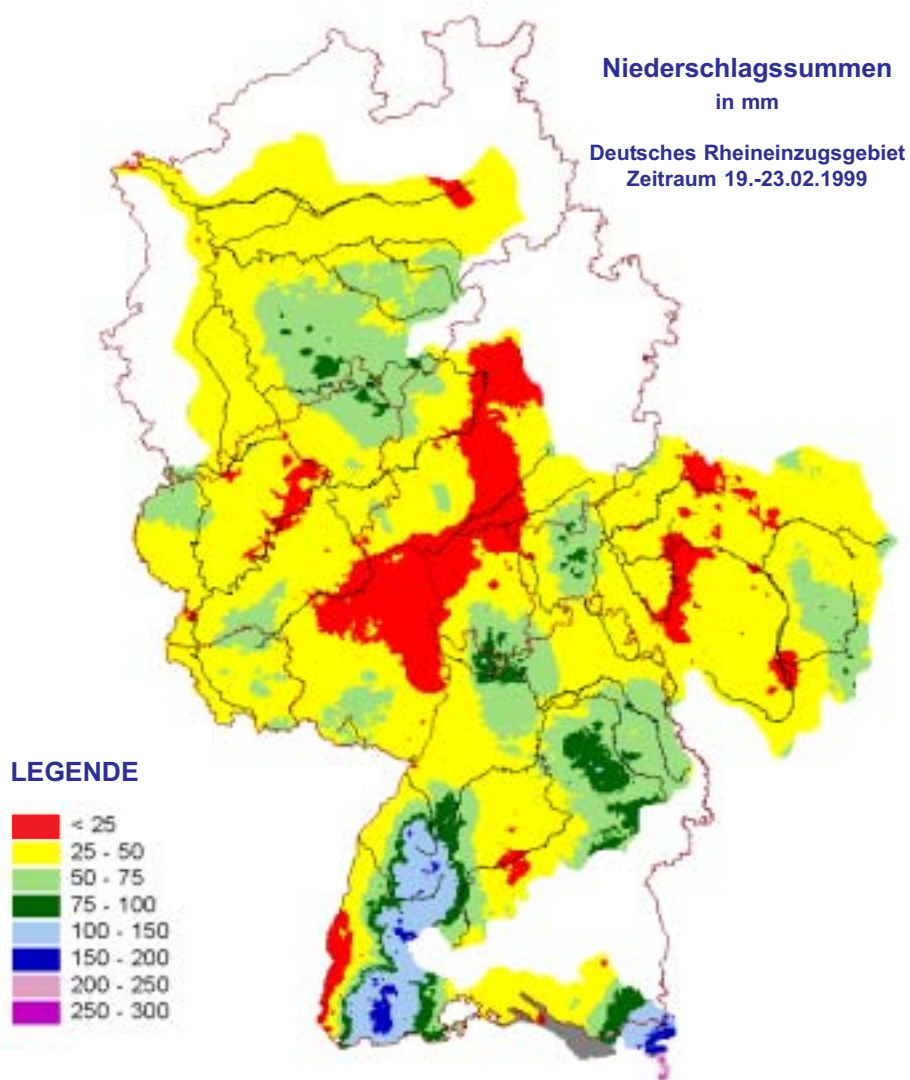 Niederschlagssummen
in mm
Deutsches Rheineinzugsgebiet
Zeitraum 19.-23.02.1999
LEGENDE
< 25
25 - 50
50 - 75
75 - 100
100 - 150
150 - 200
200 - 250
250 - 300